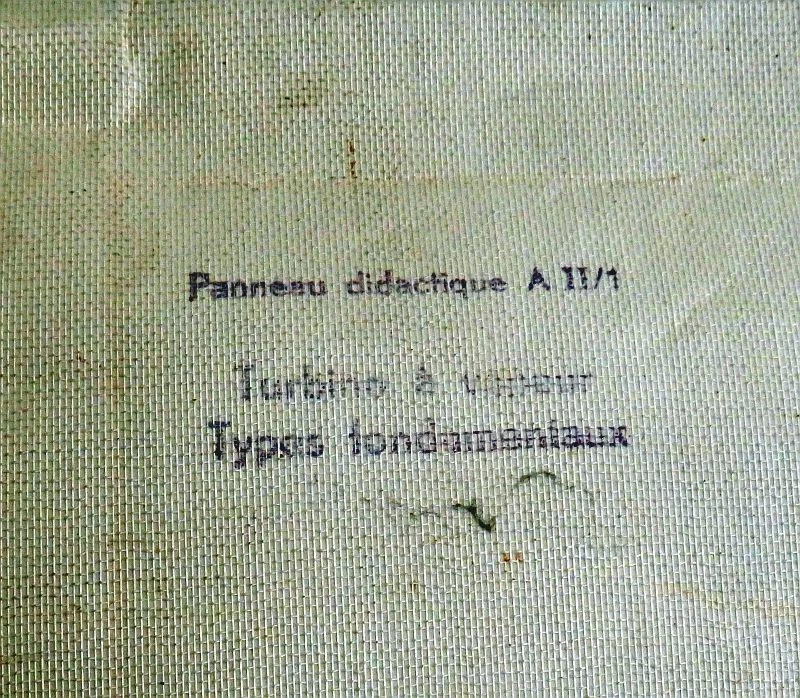 Panneau didactique A II/1
Turbine à vapeur
Types fondamentaux